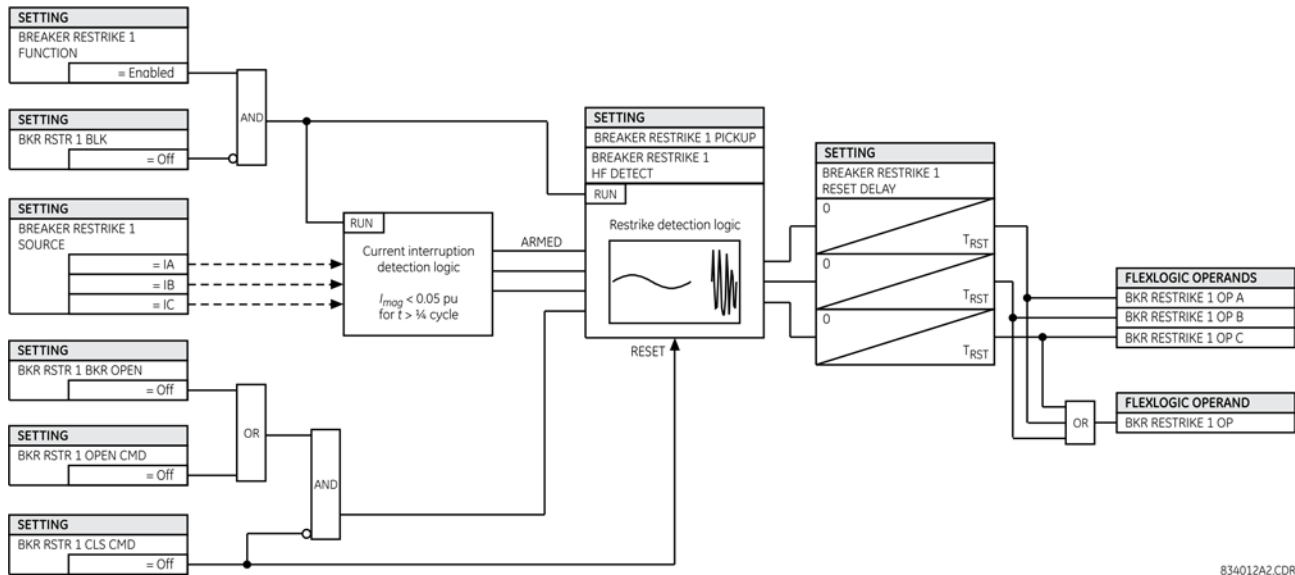 SETTING
BREAKER RESTRIKE 1
FUNCTION
= Enabled
SETTING
BKR RSTR 1 BLK
= Off
AND
SETTING
BREAKER RESTRIKE 1
SOURCE
= IA
= IB
= IC
RUN
Current interruption
detection logic
Imag < 0.05 pu
for t > ¼ cycle
ARMED
SETTING
BKR RSTR 1 BKR OPEN
= Off
SETTING
BKR RSTR 1 OPEN CMD
= Off
OR
AND
SETTING
BKR RSTR 1 CLS CMD
= Off
SETTING
BREAKER RESTRIKE 1 PICKUP
BREAKER RESTRIKE 1
HF DETECT
RUN
Restrike detection logic
RESET
SETTING
BREAKER RESTRIKE 1
RESET DELAY
0
TRST
0
TRST
0
TRST
FLEXLOGIC OPERANDS
BKR RESTRIKE 1 OP A
BKR RESTRIKE 1 OP B
BKR RESTRIKE 1 OP C
OR
FLEXLOGIC OPERAND
BKR RESTRIKE 1 OP
834012A2.CDR